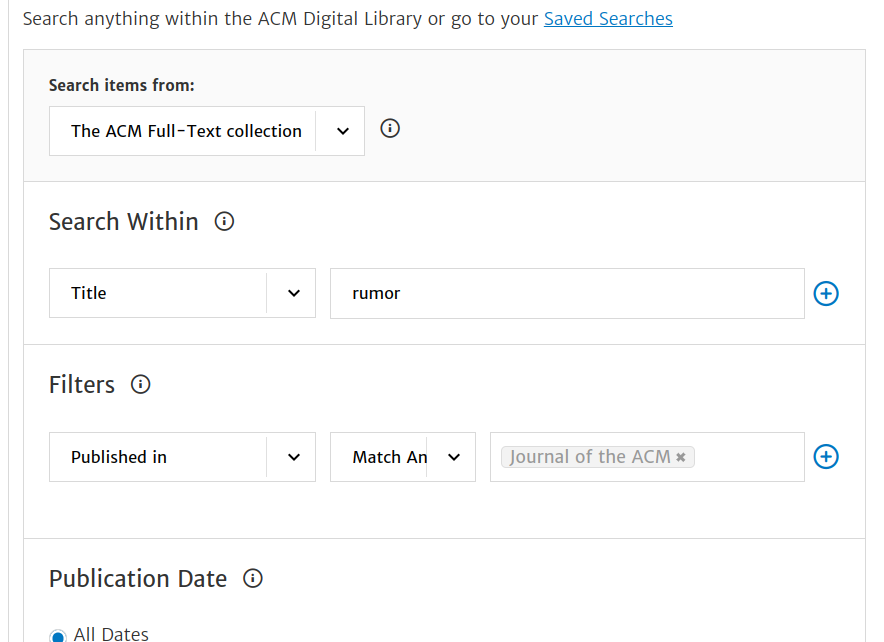 Search anything within the ACM Digital Library or go to your Saved Searches
Search items from:
The ACM Full-Text collection
Search Within
Title
rumor
Filters
Published in
Match An
Journal of the ACM ✖
Publication Date
All Dates